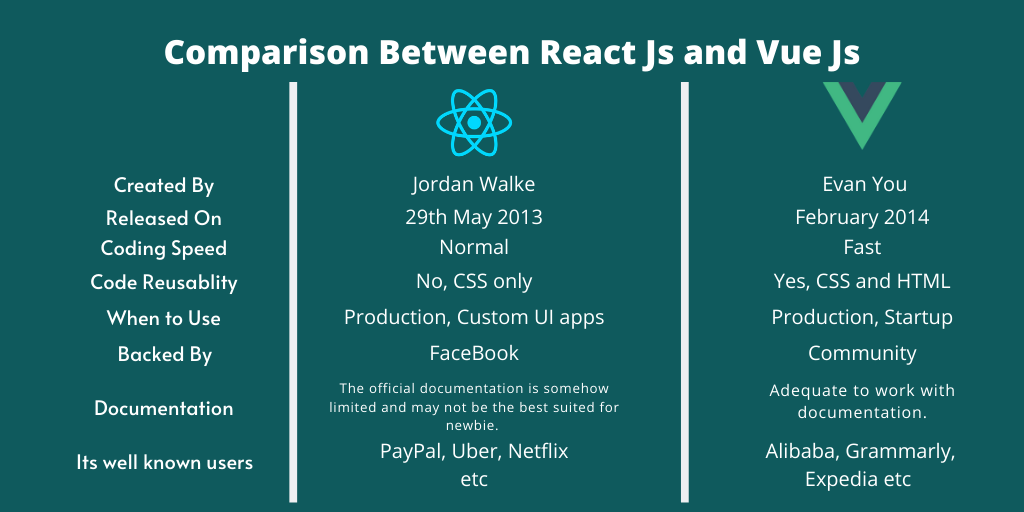 Comparison Between React Js and Vue Js
Created By
Jordan Walke
Evan You
Released On
29th May 2013
February 2014
Coding Speed
Normal
Fast
Code Reusablity
No, CSS only
Yes, CSS and HTML
When to Use
Production, Custom UI apps
Production, Startup
Backed By
FaceBook
Community
Documentation
The official documentation is somehow
limited and may not be the best suited for
newbie.
Adequate to work with
documentation.
Its well known users
PayPal, Uber, Netflix
etc
Alibaba, Grammarly,
Expedia etc